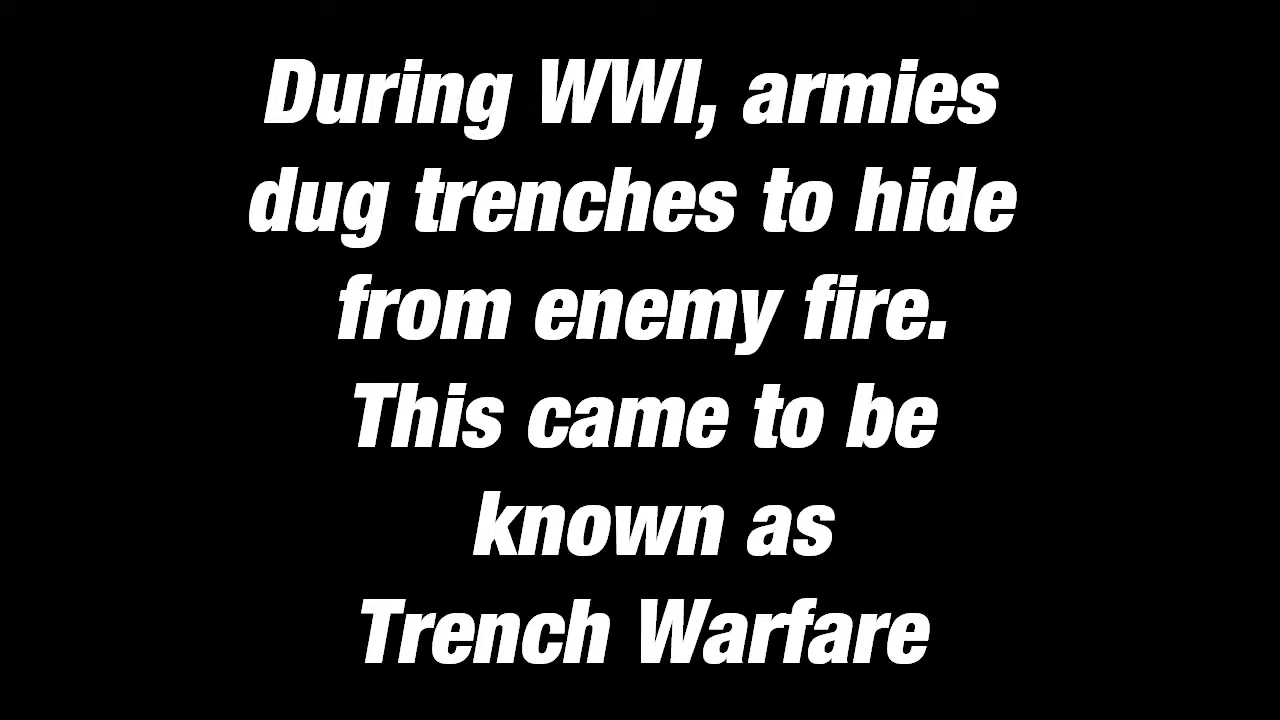 During WWI, armies
dug trenches to hide
from enemy fire.
This came to be
known as
Trench Warfare